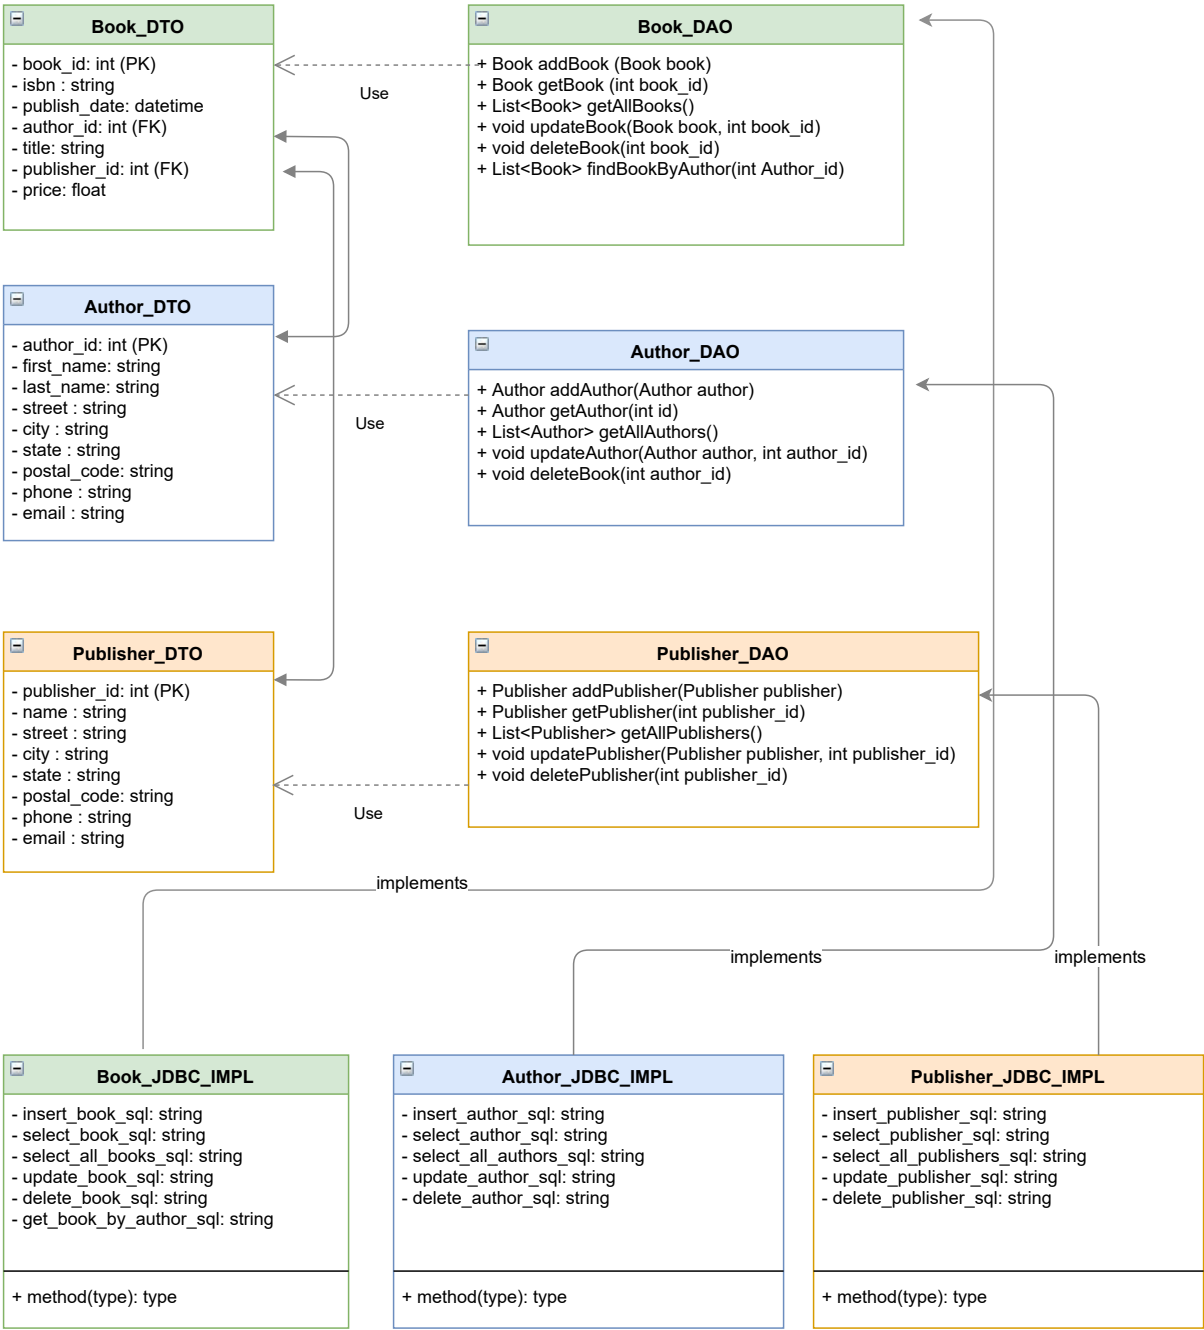 Book_DTO
- book_id: int (PK)
- isbn : string
- publish_date: datetime
- author_id: int (FK)
- title: string
- publisher_id: int (FK)
- price: float
Use
Book_DAO
+ Book addBook (Book book)
+ Book getBook (int book_id)
+ List<Book> getAllBooks()
+ void updateBook(Book book, int book_id)
+ void deleteBook(int book_id)
+ List<Book> findBookByAuthor(int Author_id)
Author_DTO
- author_id: int (PK)
- first_name: string
- last_name: string
- street : string
- city : string
- state : string
- postal_code: string
- phone : string
- email : string
Use
Author_DAO
+ Author addAuthor(Author author)
+ Author getAuthor(int id)
+ List<Author> getAllAuthors()
+ void updateAuthor(Author author, int author_id)
+ void deleteBook(int author_id)
Publisher_DTO
- publisher_id: int (PK)
- name : string
- street : string
- city : string
- state : string
- postal_code: string
- phone : string
- email : string
Use
Publisher_DAO
+ Publisher addPublisher(Publisher publisher)
+ Publisher getPublisher(int publisher_id)
+ List<Publisher> getAllPublishers()
+ void updatePublisher(Publisher publisher, int publisher_id)
+ void deletePublisher(int publisher_id)
implements
implements
implements
Book_JDBC_IMPL
- insert_book_sql: string
- select_book_sql: string
- select_all_books_sql: string
- update_book_sql: string
- delete_book_sql: string
- get_book_by_author_sql: string
+ method(type): type
Author_JDBC_IMPL
- insert_author_sql: string
- select_author_sql: string
- select_all_authors_sql: string
- update_author_sql: string
- delete_author_sql: string
+ method(type): type
Publisher_JDBC_IMPL
- insert_publisher_sql: string
- select_publisher_sql: string
- select_all_publishers_sql: string
- update_publisher_sql: string
- delete_publisher_sql: string
+ method(type): type